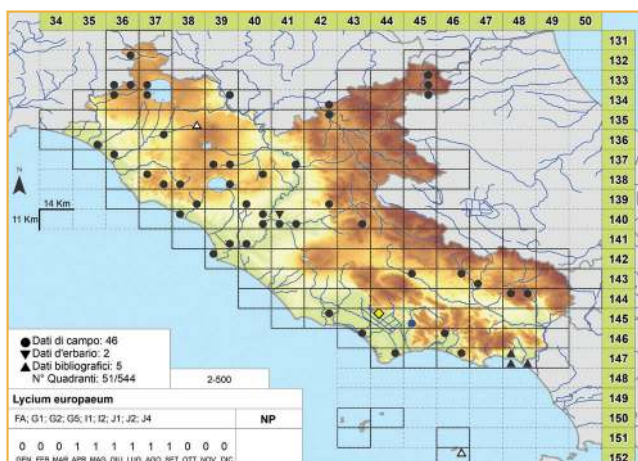 34 35 36 37 38 39 40 41 42 43 44 45 46 47 48 49 50
131
132
133
134
135
136
137
138
139
140
141
142
143
144
145
146
147
148
149
150
151
152
N
14 Km
11 Km
Dati di campo: 46
Dati d'erbario: 2
Dati bibliografici: 5
N° Quadranti: 51/544
2-500
Lycium europaeum
FA; G1; G2; G5; I1; I2; J1; J2; J4 NP
0 0 0 1 1 1 1 1 1 0 0 0
GEN FEB MAR APR MAG GIU LUG AGO SET OTT NOV DIC